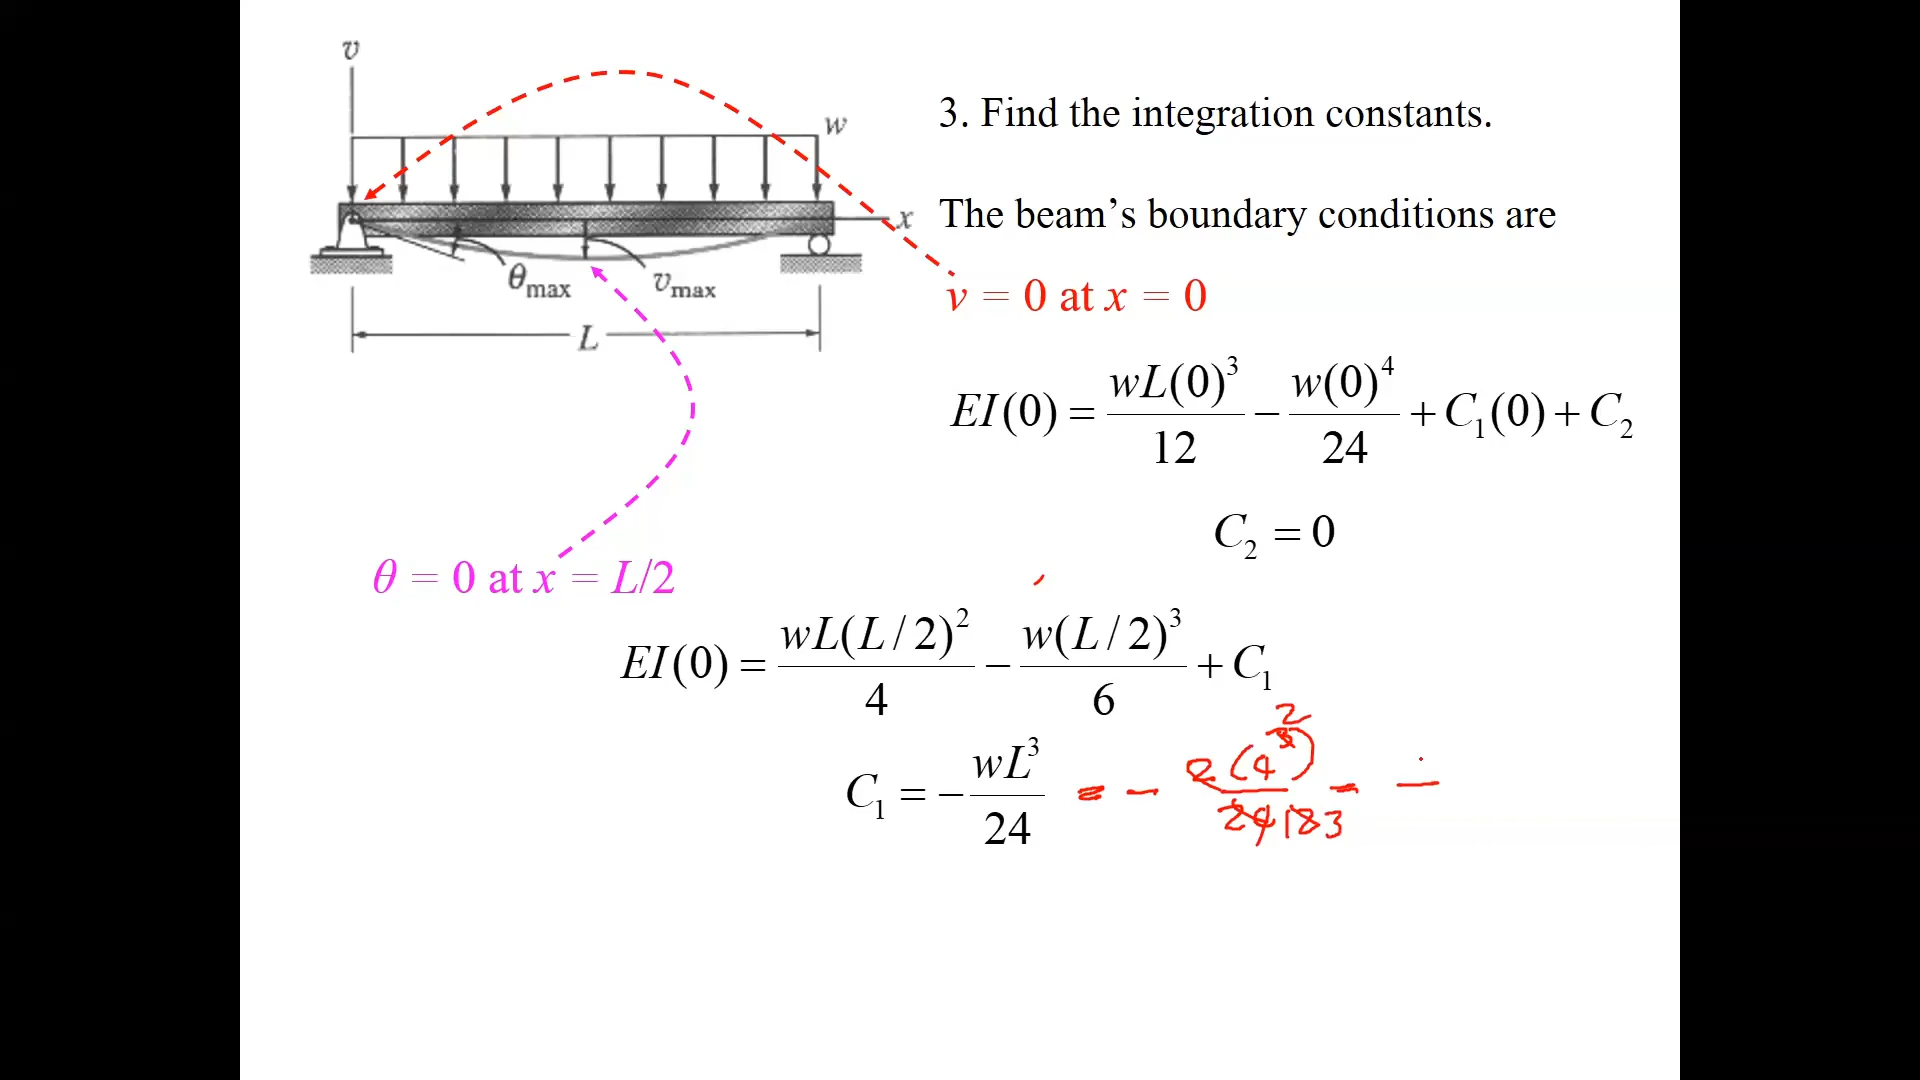 v
w
x
θmax
vmax
L
3. Find the integration constants.
The beam’s boundary conditions are
v = 0 at x = 0
EI(0) = wL(0)³/12 − w(0)⁴/24 + C₁(0) + C₂
C₂ = 0
θ = 0 at x = L/2
EI(0) = wL(L/2)²/4 − w(L/2)³/6 + C₁
C₁ = −wL³/24 = −